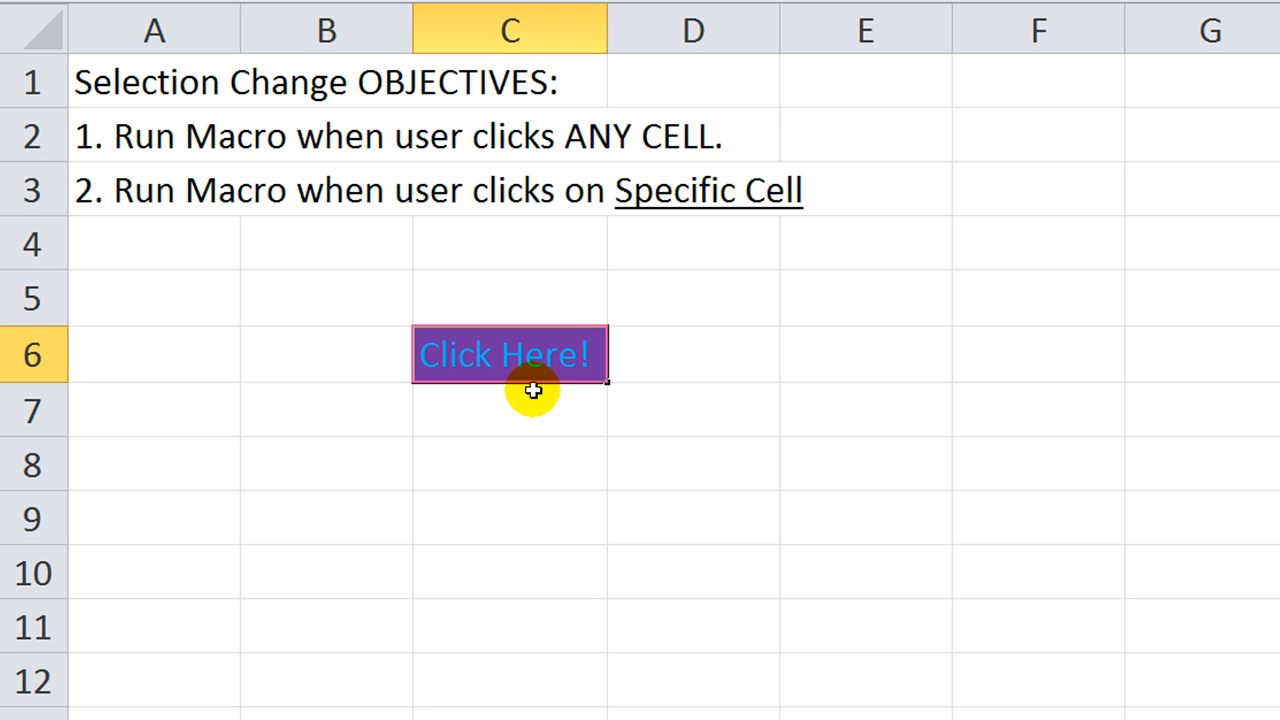 A B C D E F G
1 Selection Change OBJECTIVES:
2 1. Run Macro when user clicks ANY CELL.
3 2. Run Macro when user clicks on Specific Cell
4
5
6 Click Here!
7
8
9
10
11
12